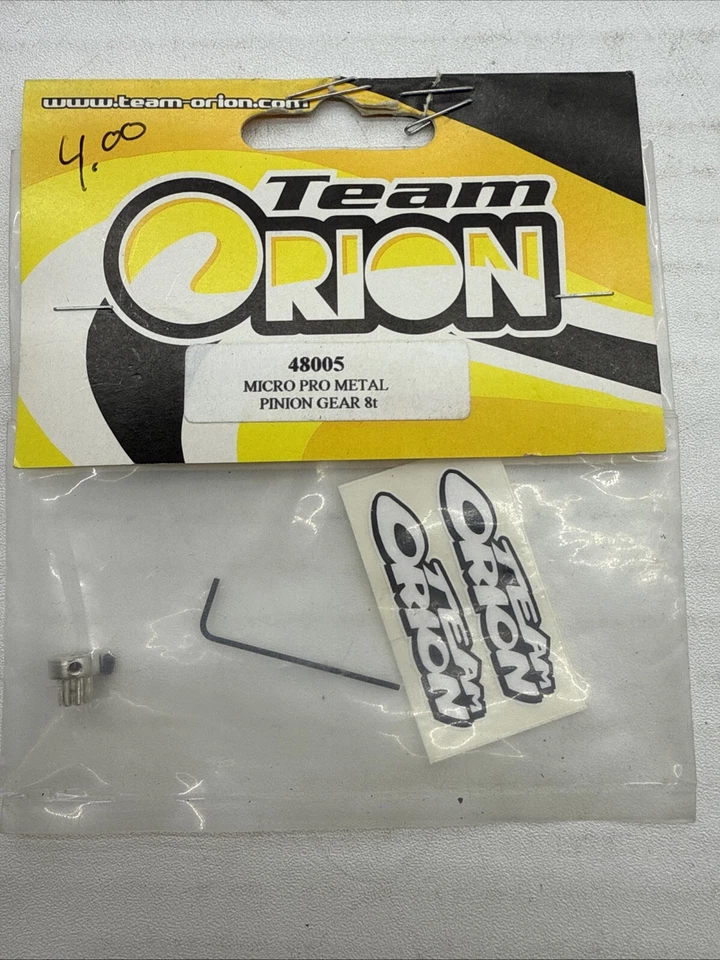 www.team-orion.com
4.00
Team
ORION
48005
MICRO PRO METAL
PINION GEAR 8t
TEAM
ORION
TEAM
ORION